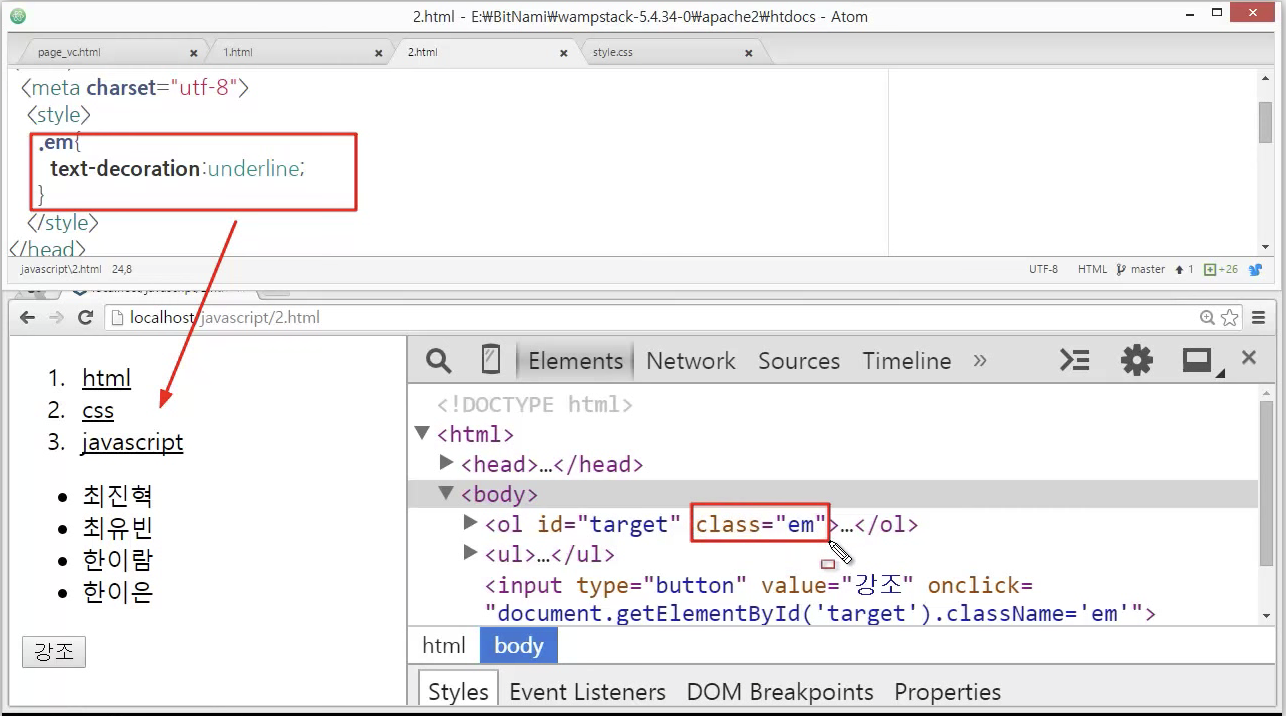 2.html - E:₩BitNami₩wampstack-5.4.34-0₩apache2₩htdocs - Atom
page_vc.html
1.html
2.html
style.css
<meta charset="utf-8">
<style>
.em{
text-decoration:underline;
}
</style>
</head>
javascript\2.html 24,8
UTF-8 HTML master 1 +26
localhost/javascript/2.html
1. html
2. css
3. javascript
• 최진혁
• 최유빈
• 한이람
• 한이은
강조
Elements Network Sources Timeline »
<!DOCTYPE html>
▼<html>
▶<head>…</head>
▼<body>
▶<ol id="target" class="em">…</ol>
▶<ul>…</ul>
<input type="button" value="강조" onclick=
"document.getElementById('target').className='em'">
html body
Styles Event Listeners DOM Breakpoints Properties